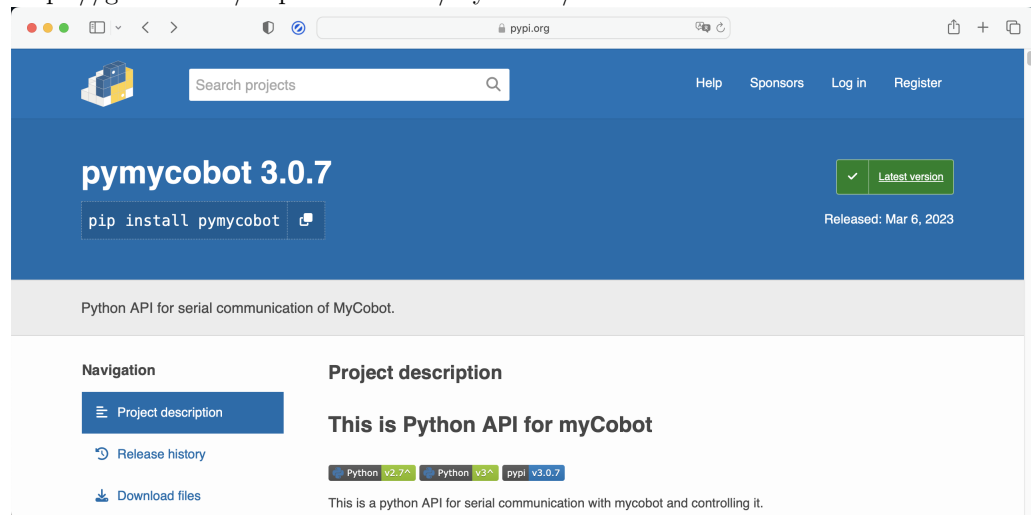 pypi.org
Search projects
Help Sponsors Log in Register
pymycobot 3.0.7
Latest version
pip install pymycobot
Released: Mar 6, 2023
Python API for serial communication of MyCobot.
Navigation
Project description
Project description
This is Python API for myCobot
Release history
Python v2.7^ Python v3^ pypi v3.0.7
Download files
This is a python API for serial communication with mycobot and controlling it.